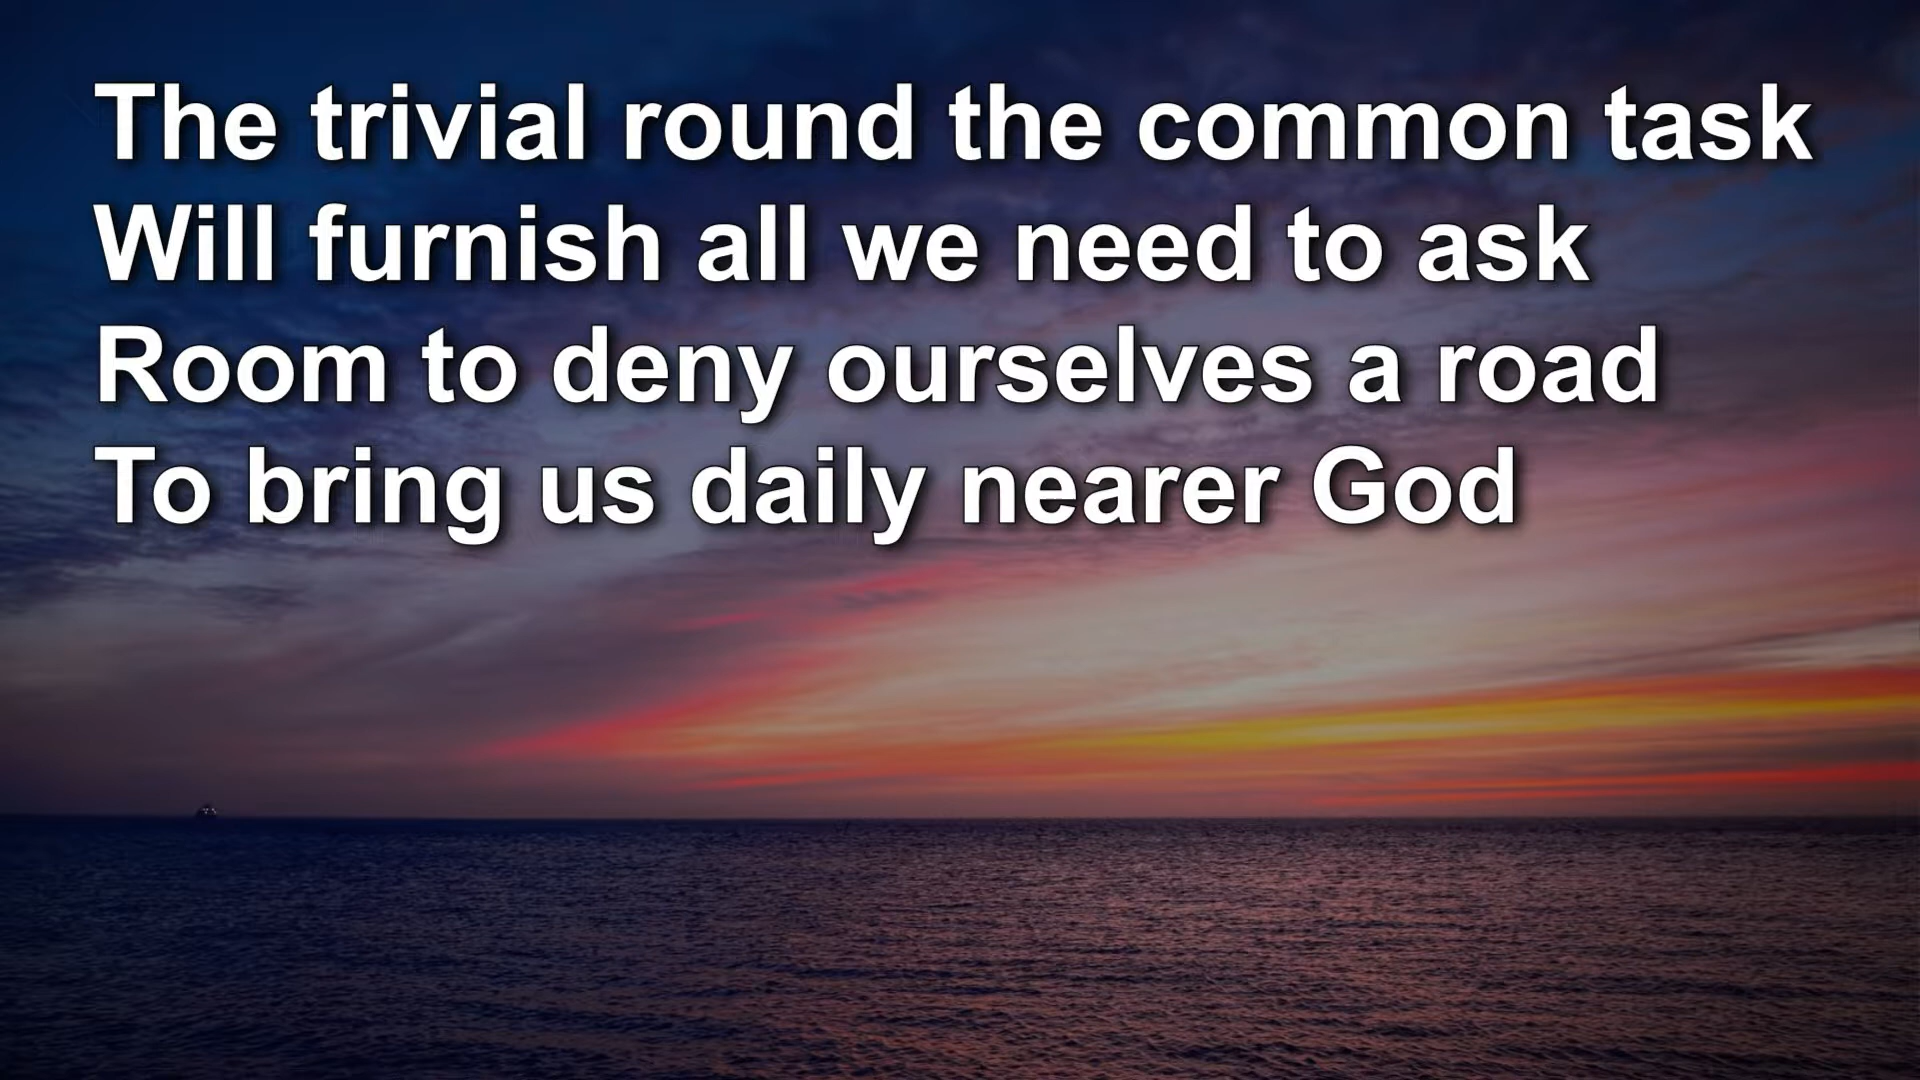 The trivial round the common task
Will furnish all we need to ask
Room to deny ourselves a road
To bring us daily nearer God